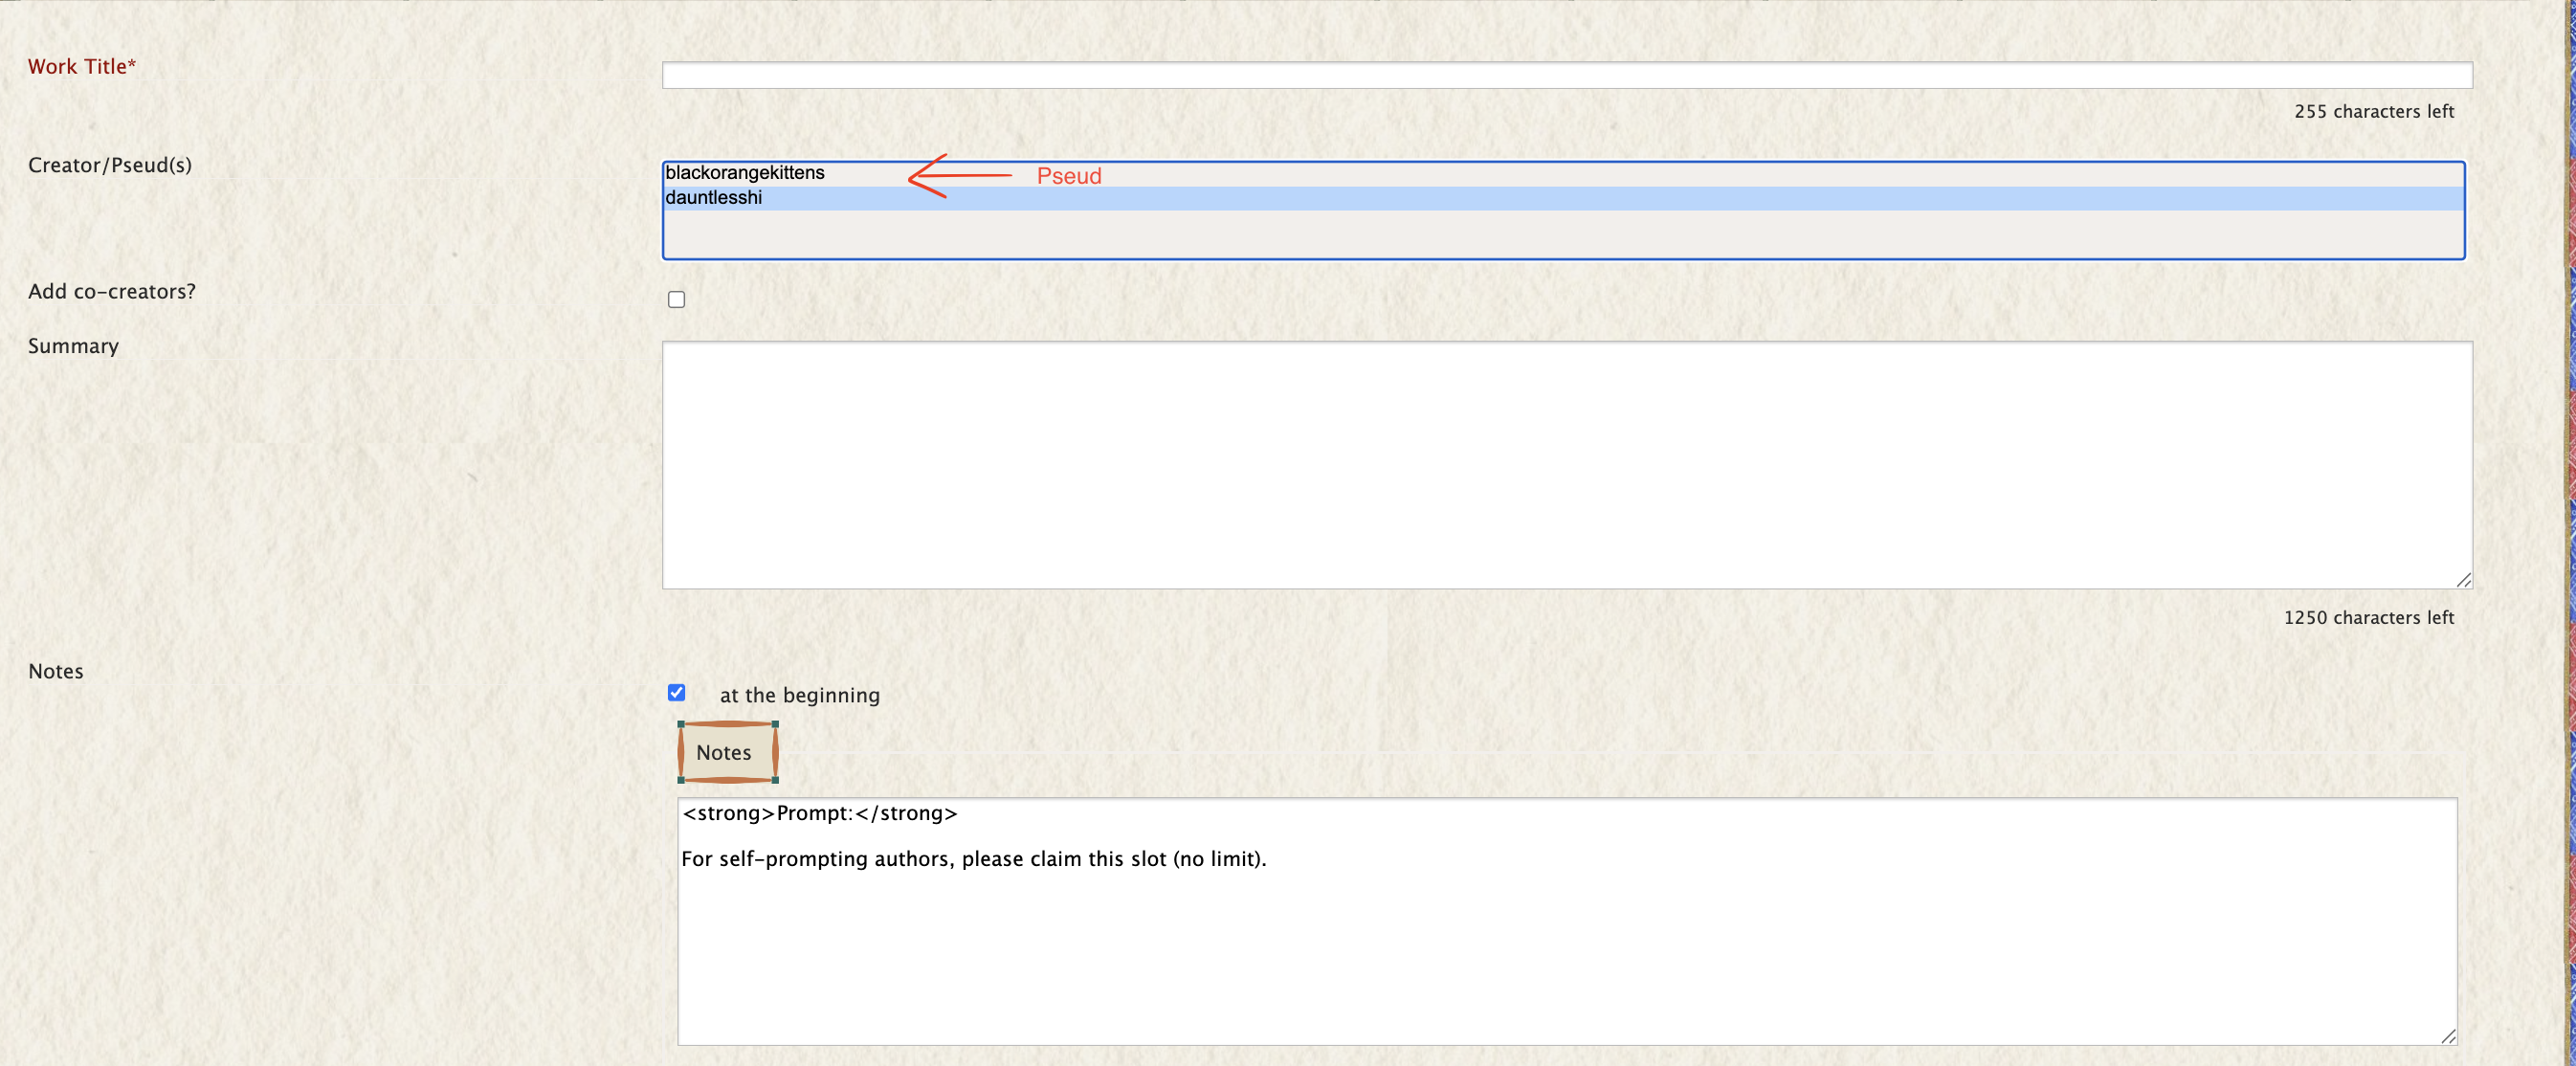 Work Title*
255 characters left
Creator/Pseud(s)
blackorangekittens
Pseud
dauntlesshi
Add co-creators?
Summary
1250 characters left
Notes
at the beginning
Notes
<strong>Prompt:</strong>
For self-prompting authors, please claim this slot (no limit).